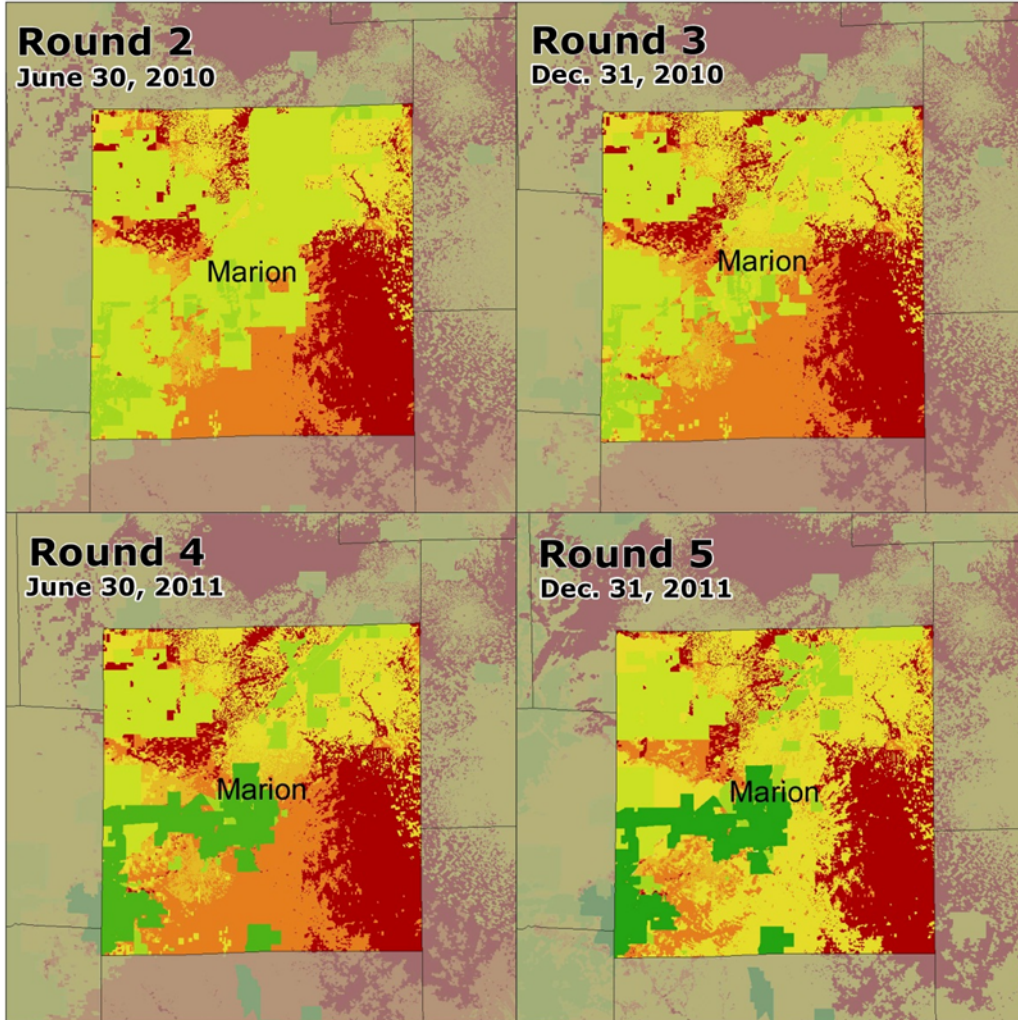 Round 2
June 30, 2010
Marion
Round 3
Dec. 31, 2010
Marion
Round 4
June 30, 2011
Marion
Round 5
Dec. 31, 2011
Marion